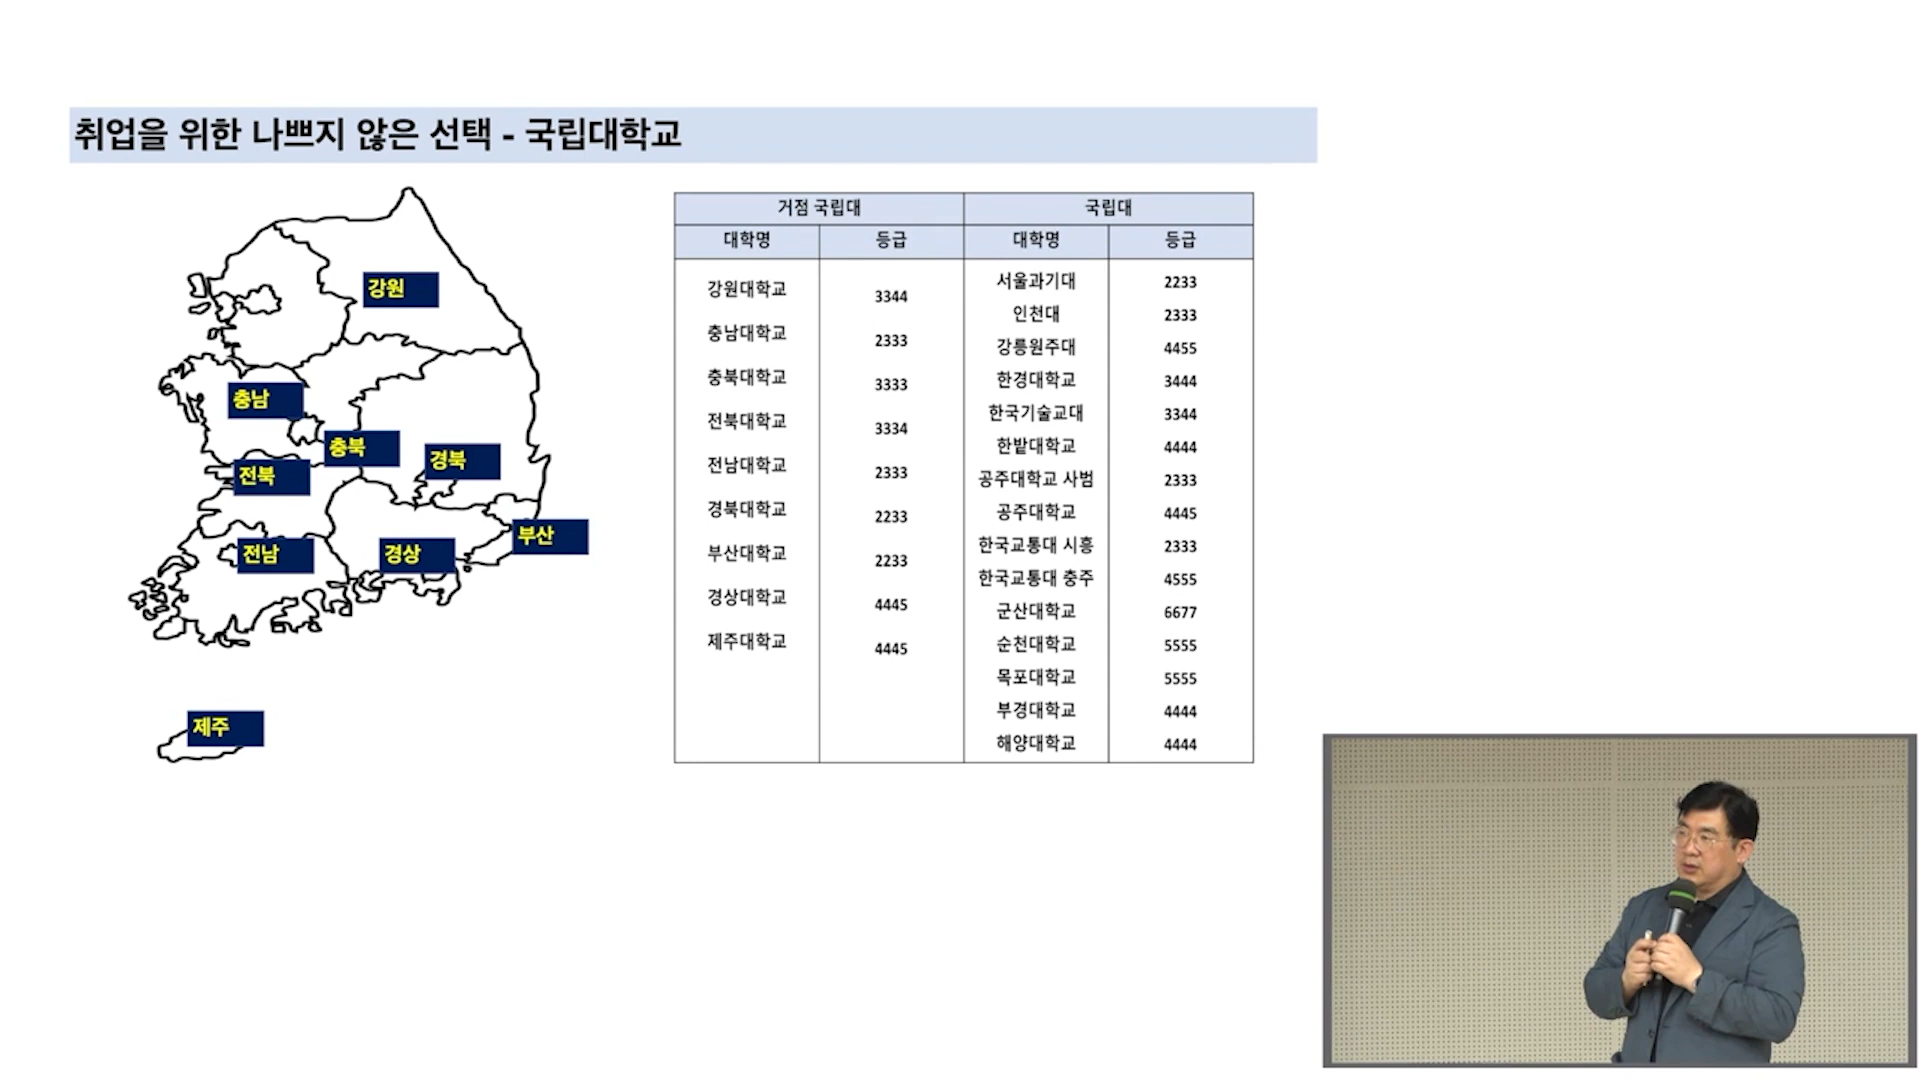 취업을 위한 나쁘지 않은 선택 - 국립대학교
강원
충남
충북
경북
전북
부산
전남
경상
제주
거점 국립대 국립대
대학명 등급 대학명 등급
강원대학교 3344
충남대학교 2333
충북대학교 3333
전북대학교 3334
전남대학교 2333
경북대학교 2233
부산대학교 2233
경상대학교 4445
제주대학교 4445
서울과기대 2233
인천대 2333
강릉원주대 4455
한경대학교 3444
한국기술교대 3344
한밭대학교 4444
공주대학교 사범 2333
공주대학교 4445
한국교통대 시흥 2333
한국교통대 충주 4555
군산대학교 6677
순천대학교 5555
목포대학교 5555
부경대학교 4444
해양대학교 4444